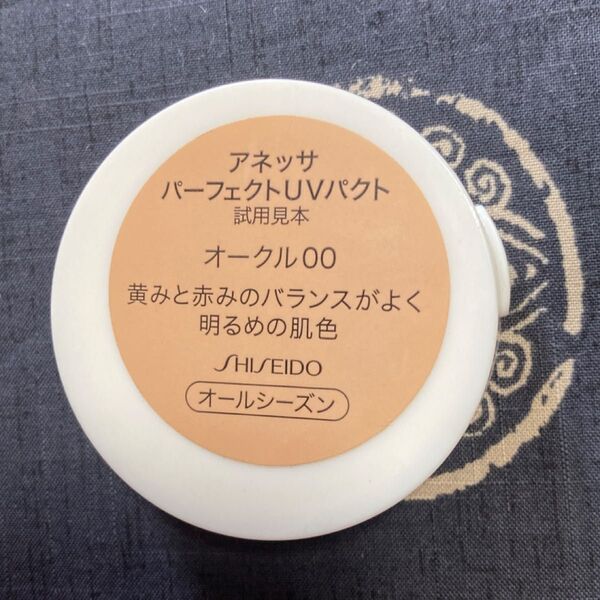 アネッサ
パーフェクトUVパクト
試用見本
オークル00
黄みと赤みのバランスがよく
明るめの肌色
SHISEIDO
オールシーズン